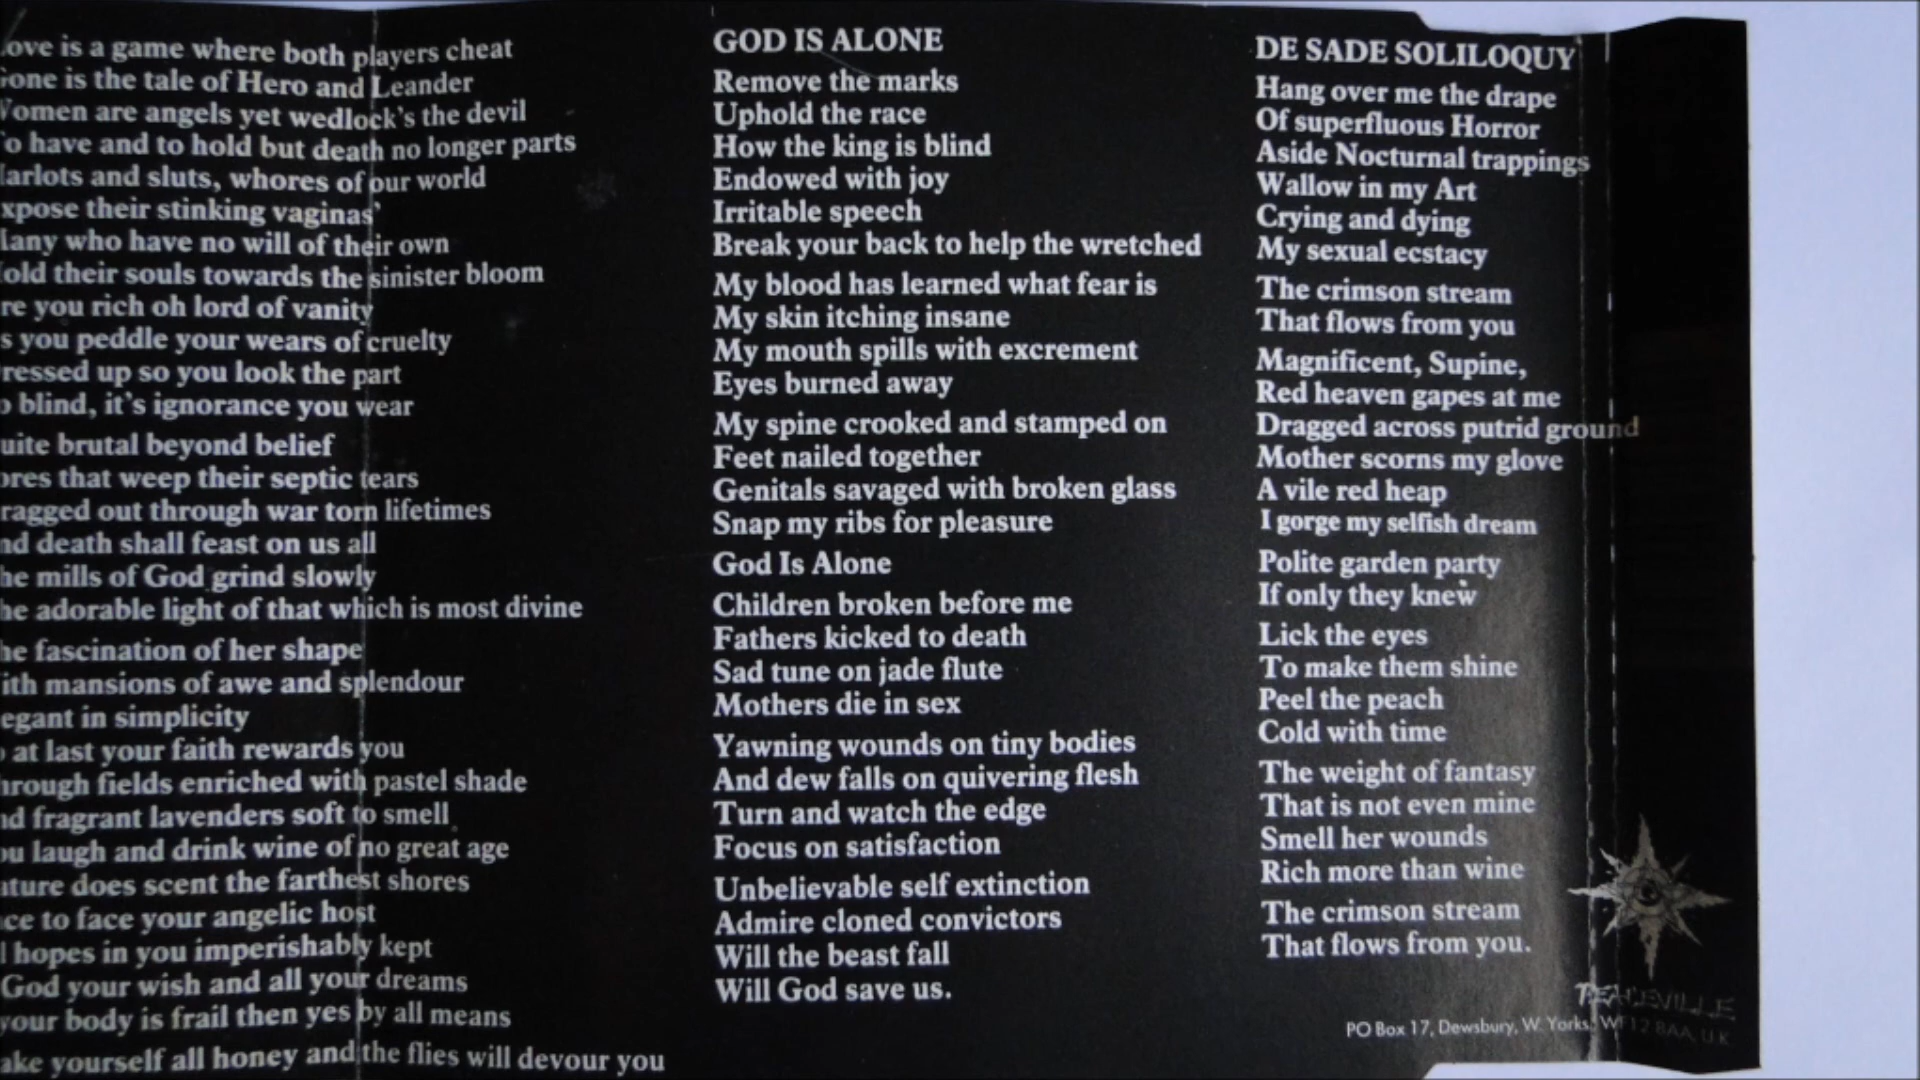 ove is a game where both players cheat
one is the tale of Hero and Leander
omen are angels yet wedlock's the devil
o have and to hold but death no longer parts
arlots and sluts, whores of our world
xpose their stinking vaginas'
any who have no will of their own
old their souls towards the sinister bloom
re you rich oh lord of vanity
s you peddle your wears of cruelty
ressed up so you look the part
o blind, it's ignorance you wear
uite brutal beyond belief
ores that weep their septic tears
ragged out through war torn lifetimes
nd death shall feast on us all
he mills of God grind slowly
he adorable light of that which is most divine
he fascination of her shape
ith mansions of awe and splendour
egant in simplicity
o at last your faith rewards you
hrough fields enriched with pastel shade
nd fragrant lavenders soft to smell
ou laugh and drink wine of no great age
ature does scent the farthest shores
ce to face your angelic host
l hopes in you imperishably kept
God your wish and all your dreams
your body is frail then yes by all means
ake yourself all honey and the flies will devour you
GOD IS ALONE
Remove the marks
Uphold the race
How the king is blind
Endowed with joy
Irritable speech
Break your back to help the wretched
My blood has learned what fear is
My skin itching insane
My mouth spills with excrement
Eyes burned away
My spine crooked and stamped on
Feet nailed together
Genitals savaged with broken glass
Snap my ribs for pleasure
God Is Alone
Children broken before me
Fathers kicked to death
Sad tune on jade flute
Mothers die in sex
Yawning wounds on tiny bodies
And dew falls on quivering flesh
Turn and watch the edge
Focus on satisfaction
Unbelievable self extinction
Admire cloned convictors
Will the beast fall
Will God save us.
DE SADE SOLILOQUY
Hang over me the drape
Of superfluous Horror
Aside Nocturnal trappings
Wallow in my Art
Crying and dying
My sexual ecstacy
The crimson stream
That flows from you
Magnificent, Supine,
Red heaven gapes at me
Dragged across putrid ground
Mother scorns my glove
A vile red heap
I gorge my selfish dream
Polite garden party
If only they knew
Lick the eyes
To make them shine
Peel the peach
Cold with time
The weight of fantasy
That is not even mine
Smell her wounds
Rich more than wine
The crimson stream
That flows from you.
PEACEVILLE
PO Box 17, Dewsbury, W. Yorks. WF12 8AA, U.K